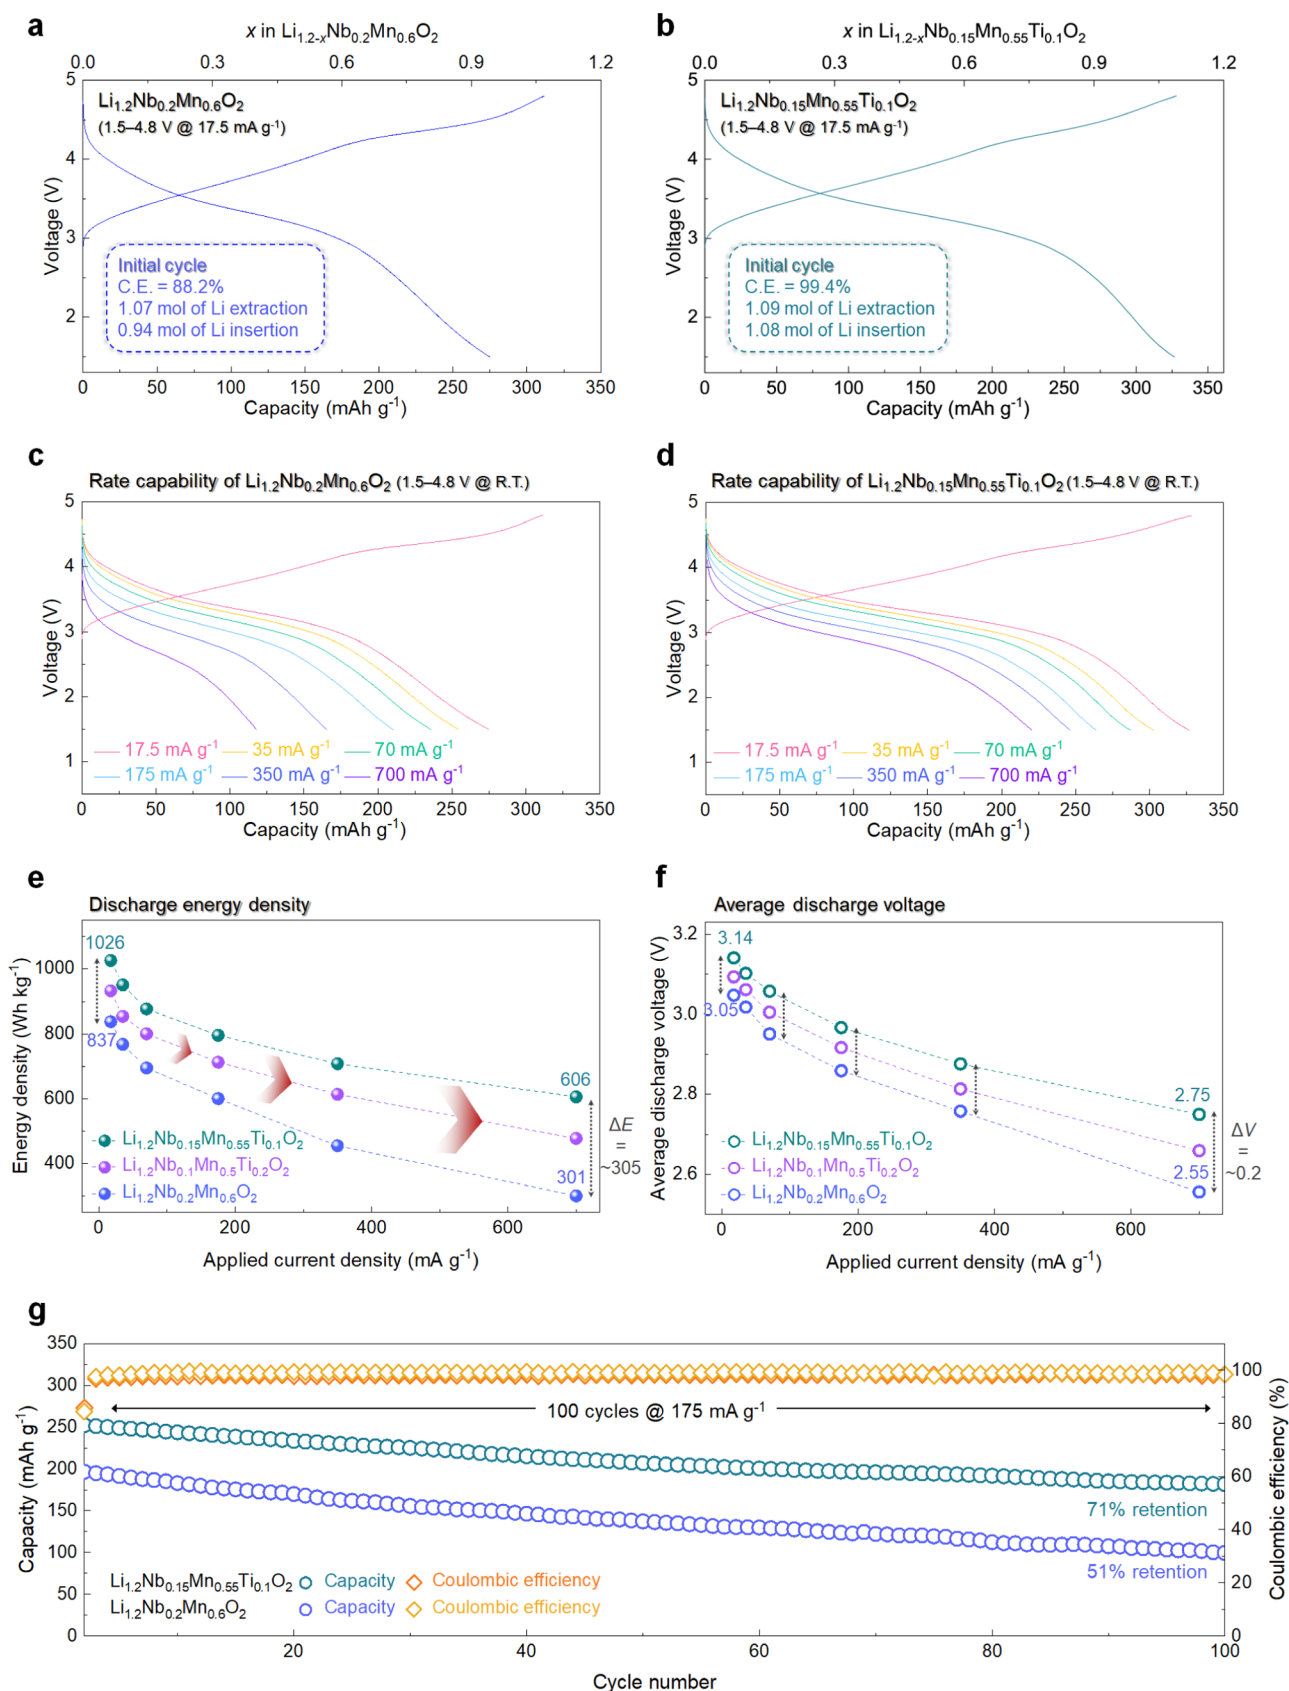 a
x in Li1.2-xNb0.2Mn0.6O2
0.0 0.3 0.6 0.9 1.2
5
4
3
2
Voltage (V)
Li1.2Nb0.2Mn0.6O2
(1.5–4.8 V @ 17.5 mA g-1)
Initial cycle
C.E. = 88.2%
1.07 mol of Li extraction
0.94 mol of Li insertion
0 50 100 150 200 250 300 350
Capacity (mAh g-1)
b
x in Li1.2-xNb0.15Mn0.55Ti0.1O2
0.0 0.3 0.6 0.9 1.2
5
4
3
2
Voltage (V)
Li1.2Nb0.15Mn0.55Ti0.1O2
(1.5–4.8 V @ 17.5 mA g-1)
Initial cycle
C.E. = 99.4%
1.09 mol of Li extraction
1.08 mol of Li insertion
0 50 100 150 200 250 300 350
Capacity (mAh g-1)
c
Rate capability of Li1.2Nb0.2Mn0.6O2 (1.5–4.8 V @ R.T.)
5
4
3
2
1
Voltage (V)
17.5 mA g-1 35 mA g-1 70 mA g-1
175 mA g-1 350 mA g-1 700 mA g-1
0 50 100 150 200 250 300 350
Capacity (mAh g-1)
d
Rate capability of Li1.2Nb0.15Mn0.55Ti0.1O2 (1.5–4.8 V @ R.T.)
5
4
3
2
1
Voltage (V)
17.5 mA g-1 35 mA g-1 70 mA g-1
175 mA g-1 350 mA g-1 700 mA g-1
0 50 100 150 200 250 300 350
Capacity (mAh g-1)
e
Discharge energy density
1000
800
600
400
Energy density (Wh kg-1)
1026
837
606
301
ΔE
=
~305
Li1.2Nb0.15Mn0.55Ti0.1O2
Li1.2Nb0.1Mn0.5Ti0.2O2
Li1.2Nb0.2Mn0.6O2
0 200 400 600
Applied current density (mA g-1)
f
Average discharge voltage
3.2
3.0
2.8
2.6
Average discharge voltage (V)
3.14
3.05
2.75
2.55
ΔV
=
~0.2
Li1.2Nb0.15Mn0.55Ti0.1O2
Li1.2Nb0.1Mn0.5Ti0.2O2
Li1.2Nb0.2Mn0.6O2
0 200 400 600
Applied current density (mA g-1)
g
350
300
250
200
150
100
50
0
Capacity (mAh g-1)
100 cycles @ 175 mA g-1
71% retention
51% retention
Li1.2Nb0.15Mn0.55Ti0.1O2 Capacity Coulombic efficiency
Li1.2Nb0.2Mn0.6O2 Capacity Coulombic efficiency
100
80
60
40
20
0
Coulombic efficiency (%)
20 40 60 80 100
Cycle number